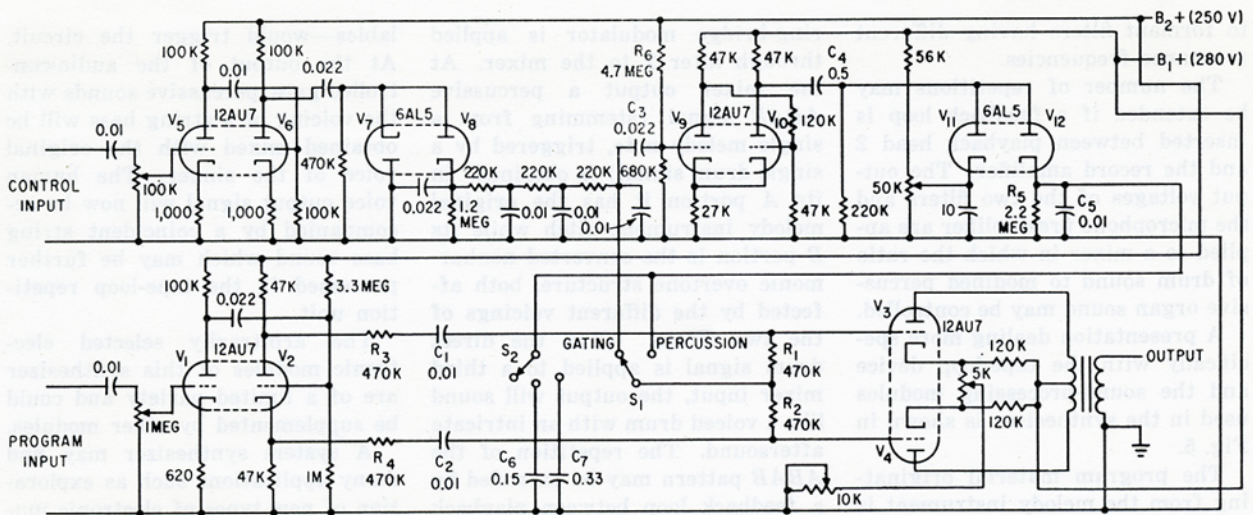 B₂+(250 V)
B₁+(280 V)
100K
100K
0.01
0.022
R₆
4.7 MEG
47K
47K
C₄
0.5
56K
12AU7
6AL5
12AU7
6AL5
V₅
V₆
V₇
V₈
C₃
0.022
V₉
V₁₀
120K
V₁₁
V₁₂
0.01
CONTROL
INPUT
100K
470K
220K
220K
220K
680K
50K
1,000
1,000
100K
0.022
1.2
MEG
0.01
0.01
0.01
27K
47K
220K
10
R₅
2.2
MEG
C₅
0.01
100K
0.022
47K
3.3MEG
12AU7
V₁
V₂
R₃
470K
C₁
0.01
S₂
GATING
PERCUSSION
S₁
R₁
470K
R₂
470K
V₃
12AU7
120K
5K
120K
OUTPUT
V₄
0.01
PROGRAM
INPUT
1MEG
620
47K
1M
R₄
470K
C₂
0.01
C₆
0.15
C₇
0.33
10K